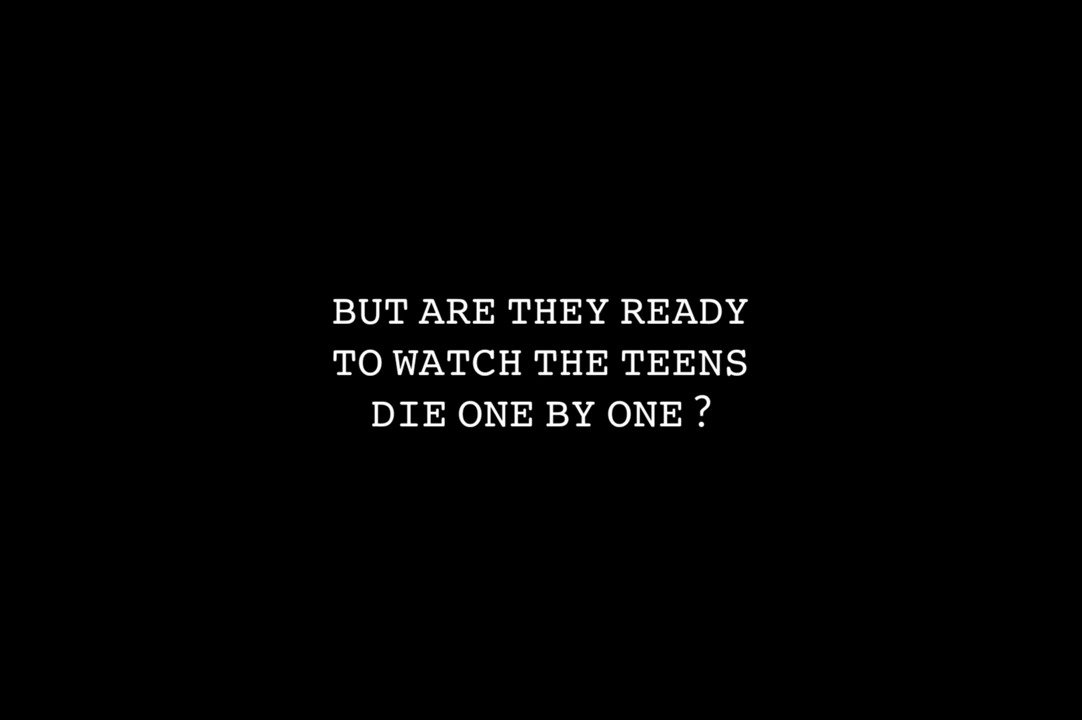 BUT ARE THEY READY
TO WATCH THE TEENS
DIE ONE BY ONE ?